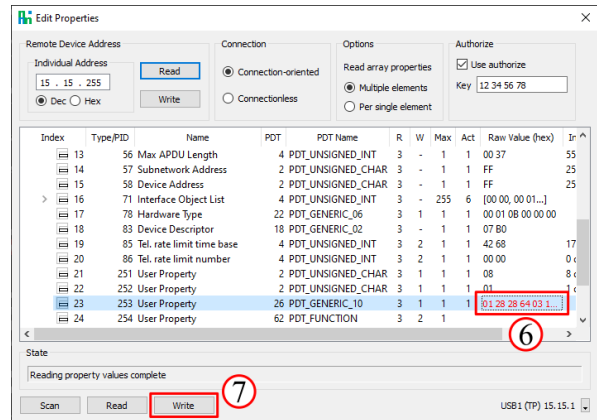 Edit Properties
Remote Device Address
Individual Address
15 . 15 . 255
Dec Hex
Read
Write
Connection
Connection-oriented
Connectionless
Options
Read array properties
Multiple elements
Per single element
Authorize
Use authorize
Key 12 34 56 78
Index Type/PID Name PDT PDT Name R W Max Act Raw Value (hex)
13 56 Max APDU Length 4 PDT_UNSIGNED_INT 3 - 1 1 00 37 55
14 57 Subnetwork Address 2 PDT_UNSIGNED_CHAR 3 - 1 1 FF 25
15 58 Device Address 2 PDT_UNSIGNED_CHAR 3 - 1 1 FF 25
16 71 Interface Object List 4 PDT_UNSIGNED_INT 3 - 255 6 [00 00, 00 01...]
17 78 Hardware Type 22 PDT_GENERIC_06 3 1 1 1 00 01 0B 00 00 00
18 83 Device Descriptor 18 PDT_GENERIC_02 3 - 1 1 07 B0
19 85 Tel. rate limit time base 4 PDT_UNSIGNED_INT 3 2 1 1 42 68 17
20 86 Tel. rate limit number 4 PDT_UNSIGNED_INT 3 2 1 1 00 00 0
21 251 User Property 2 PDT_UNSIGNED_CHAR 3 1 1 1 08 8
22 252 User Property 2 PDT_UNSIGNED_CHAR 3 1 1 1 01 1
23 253 User Property 26 PDT_GENERIC_10 3 1 1 1 01 28 28 64 03 1...
24 254 User Property 62 PDT_FUNCTION 3 2 1
6
State
Reading property values complete
7
Scan Read Write USB1 (TP) 15.15.1